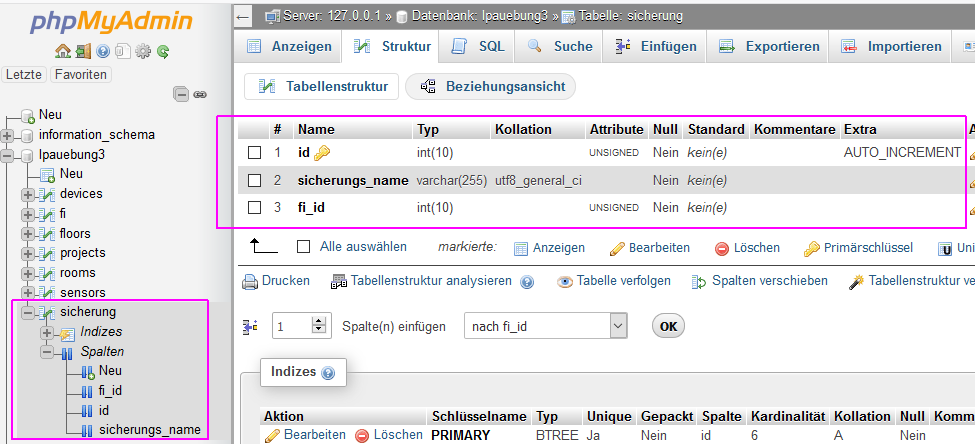 phpMyAdmin
Letzte Favoriten
Neu
information_schema
lpauebung3
Neu
devices
fi
floors
projects
rooms
sensors
sicherung
Indizes
Spalten
Neu
fi_id
id
sicherungs_name
← Server: 127.0.0.1 » Datenbank: lpauebung3 » Tabelle: sicherung
Anzeigen Struktur SQL Suche Einfügen Exportieren Importieren
Tabellenstruktur Beziehungsansicht
# Name Typ Kollation Attribute Null Standard Kommentare Extra
1 id int(10) UNSIGNED Nein kein(e) AUTO_INCREMENT
2 sicherungs_name varchar(255) utf8_general_ci Nein kein(e)
3 fi_id int(10) UNSIGNED Nein kein(e)
Alle auswählen markierte: Anzeigen Bearbeiten Löschen Primärschlüssel Uni
Drucken Tabellenstruktur analysieren Tabelle verfolgen Spalten verschieben Tabellenstruktur ve
1 Spalte(n) einfügen nach fi_id OK
Indizes
Aktion Schlüsselname Typ Unique Gepackt Spalte Kardinalität Kollation Null Komm
Bearbeiten Löschen PRIMARY BTREE Ja Nein id 6 A Nein